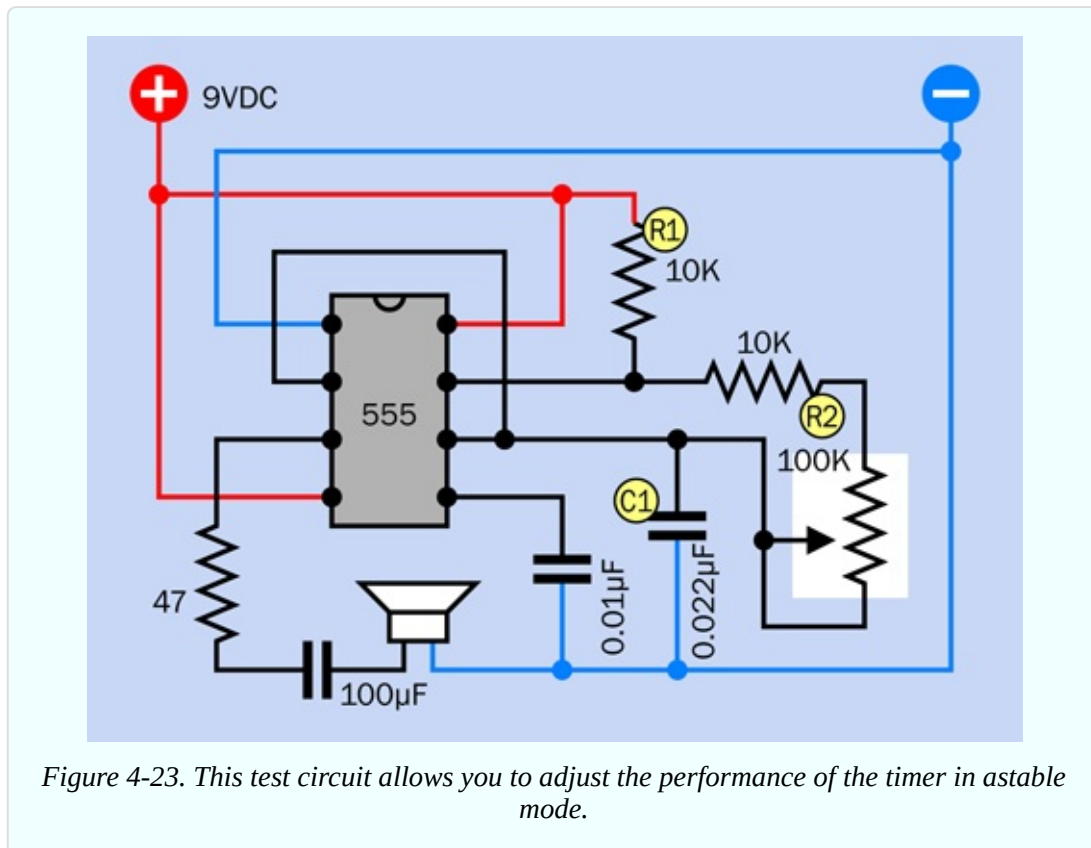 9VDC
R1
10K
10K
555
R2
100K
C1
47
0.01µF
0.022µF
100µF
Figure 4-23. This test circuit allows you to adjust the performance of the timer in astable
mode.